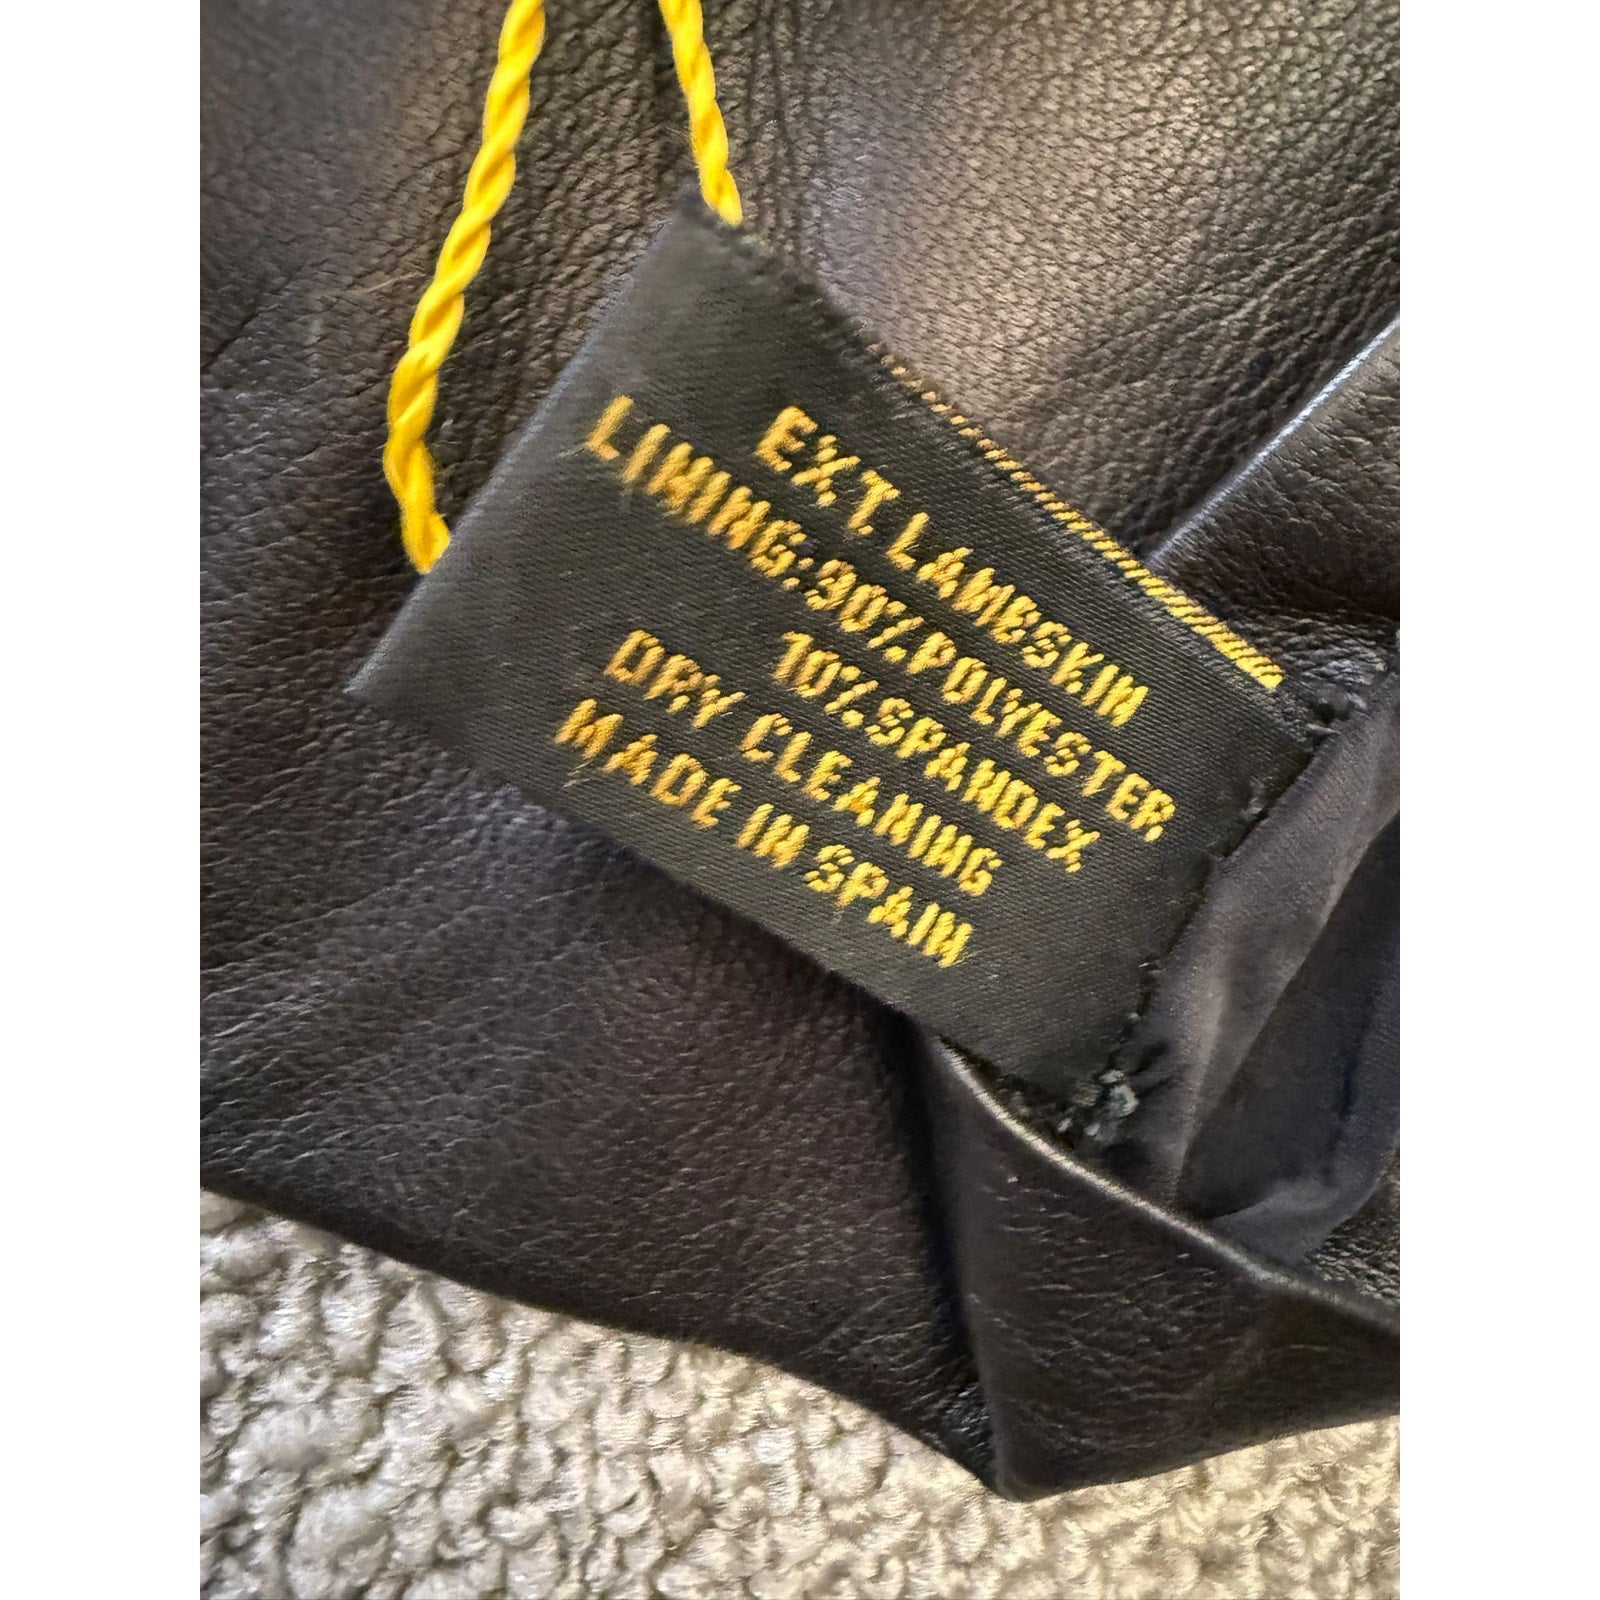 EXT. LAMBSKIN
LINING:90%POLYESTER
10%SPANDEX
DRY CLEANING
MADE IN SPAIN